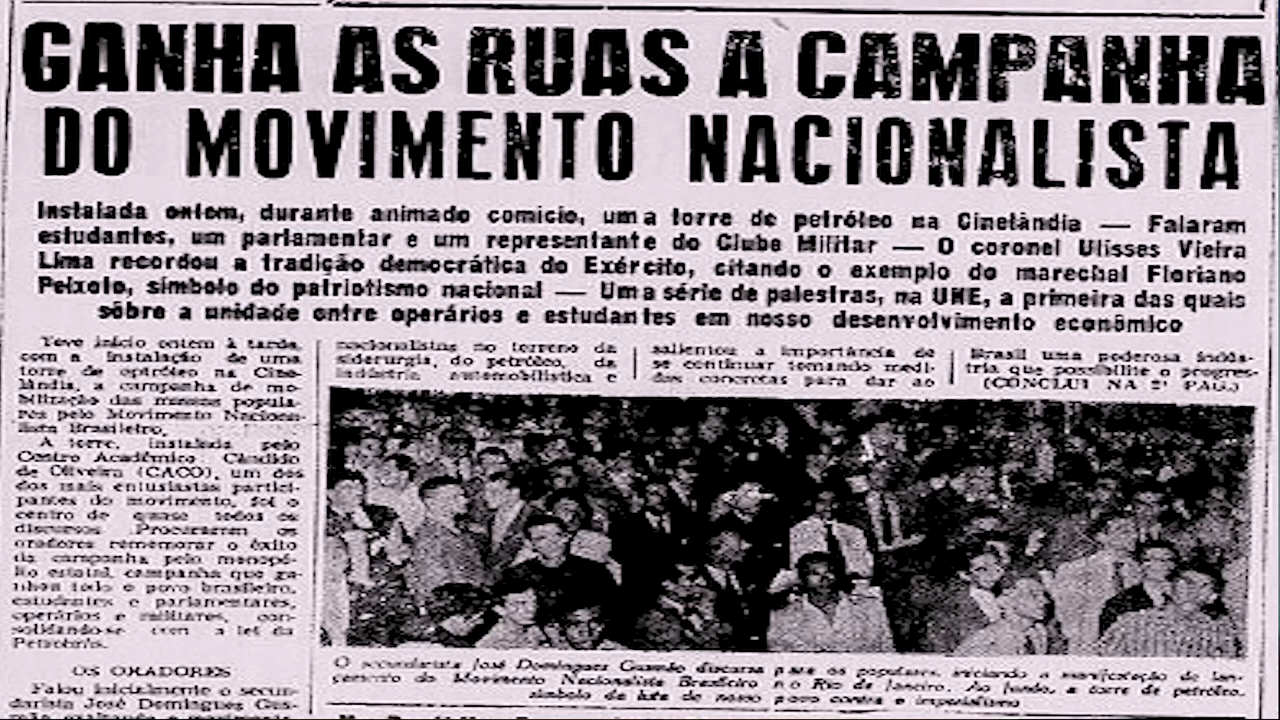 GANHA AS RUAS A CAMPANHA
DO MOVIMENTO NACIONALISTA
Instalada ontem, durante animado comício, uma torre de petróleo na Cinelândia — Falaram
estudantes, um parlamentar e um representante do Clube Militar — O coronel Ulisses Vieira
Lima recordou a tradição democrática do Exército, citando o exemplo do marechal Floriano
Peixoto, símbolo do patriotismo nacional — Uma série de palestras, na UNE, a primeira das quais
sôbre a unidade entre operários e estudantes em nosso desenvolvimento econômico
Teve início ontem à tarde,
com a instalação de uma
torre de optróleo na Cine-
lândia, a campanha de mo-
bilização das massas popula-
res pelo Movimento Naciona-
lista Brasileiro.
A torre, instalada pelo
Centro Acadêmico Cândido
de Oliveira (CACO), um dos
dos mais entusiastas partici-
pantes do movimento, foi o
centro de quase todos os
discursos Procuraram os
oradores rememorar o êxito
da campanha pelo monopó-
lio estatal, campanha que ga-
nhou todo o povo brasileiro,
estudantes e parlamentares,
operários e militares, con-
solidando-se com a lei da
Petrobrás.
OS ORADORES
Falou inicialmente o secun-
darista José Domingues Gus-
mão
nacionalistas no terreno da
siderurgia, do petróleo, da
indústria automobilística e
salientou a importância de
se continuar tomando medi-
das concretas para dar ao
Brasil uma poderosa indús-
tria que possibilite o progres-
(CONCLUI NA 2ª PAG.)
O secundarista José Domingues Gusmão discursa para os populares, iniciando a manifestação de lan-
çamento do Movimento Nacionalista Brasileiro no Rio de Janeiro. Ao fundo, a torre de petróleo,
símbolo da luta de nosso povo contra o imperialismo